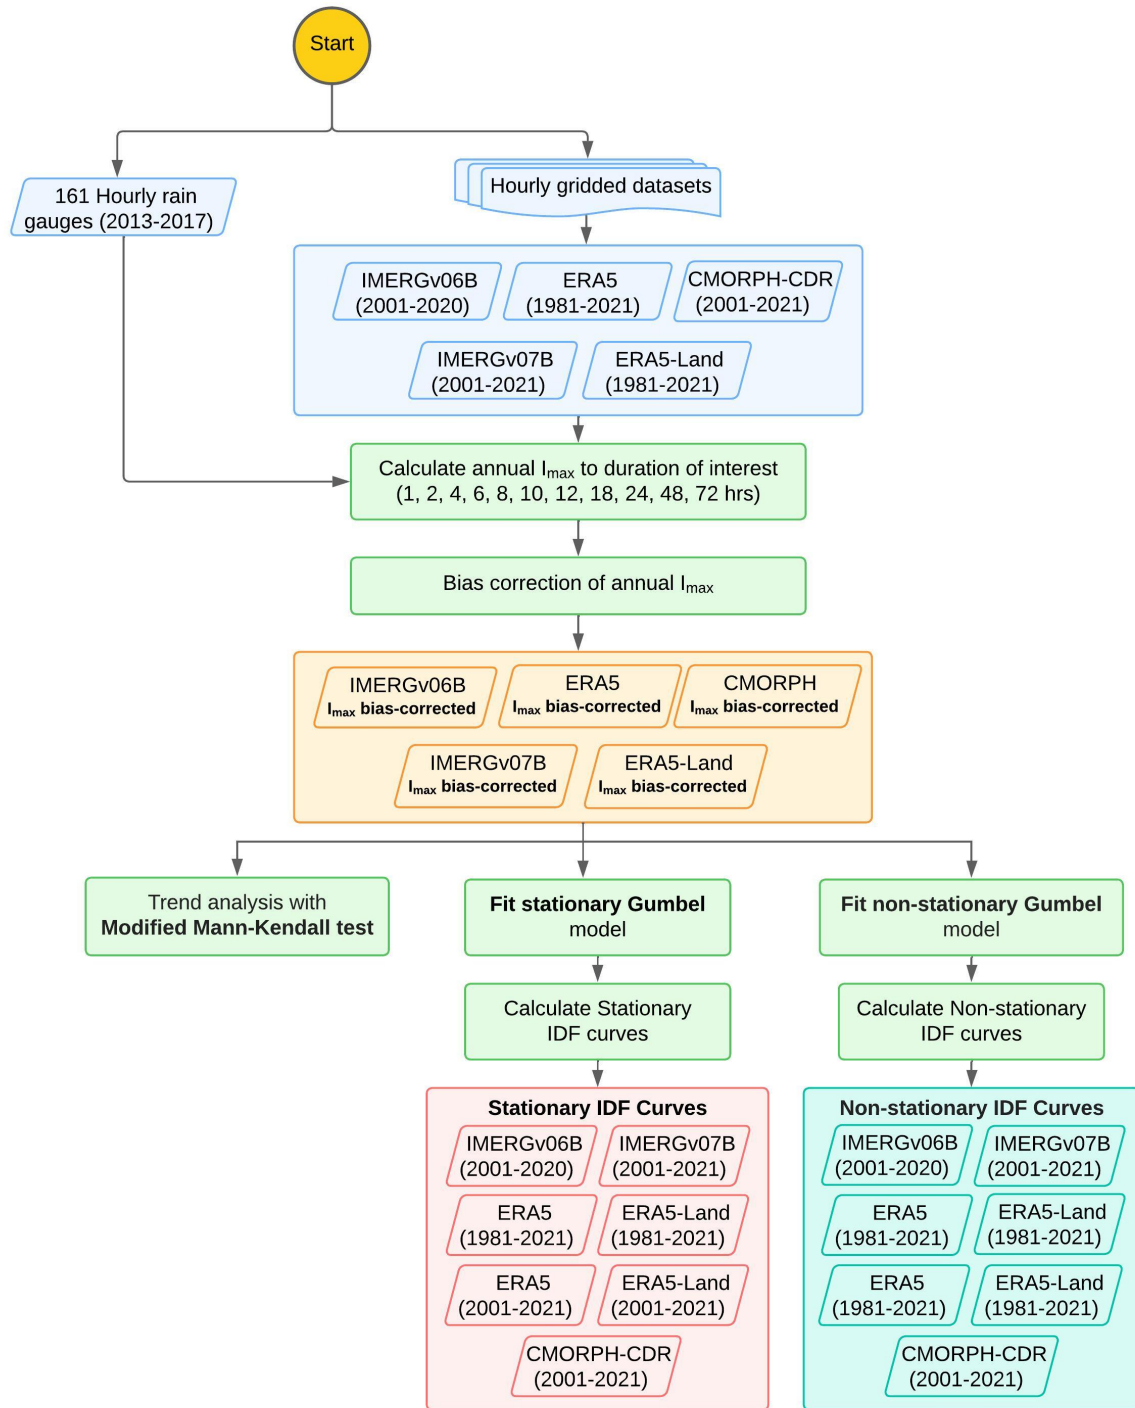 Start
161 Hourly rain
gauges (2013-2017)
Hourly gridded datasets
IMERGv06B
(2001-2020)
ERA5
(1981-2021)
CMORPH-CDR
(2001-2021)
IMERGv07B
(2001-2021)
ERA5-Land
(1981-2021)
Calculate annual Imax to duration of interest
(1, 2, 4, 6, 8, 10, 12, 18, 24, 48, 72 hrs)
Bias correction of annual Imax
IMERGv06B
Imax bias-corrected
ERA5
Imax bias-corrected
CMORPH
Imax bias-corrected
IMERGv07B
Imax bias-corrected
ERA5-Land
Imax bias-corrected
Trend analysis with
Modified Mann-Kendall test
Fit stationary Gumbel
model
Fit non-stationary Gumbel
model
Calculate Stationary
IDF curves
Calculate Non-stationary
IDF curves
Stationary IDF Curves
IMERGv06B
(2001-2020)
IMERGv07B
(2001-2021)
ERA5
(1981-2021)
ERA5-Land
(1981-2021)
ERA5
(2001-2021)
ERA5-Land
(2001-2021)
CMORPH-CDR
(2001-2021)
Non-stationary IDF Curves
IMERGv06B
(2001-2020)
IMERGv07B
(2001-2021)
ERA5
(1981-2021)
ERA5-Land
(1981-2021)
ERA5
(1981-2021)
ERA5-Land
(1981-2021)
CMORPH-CDR
(2001-2021)